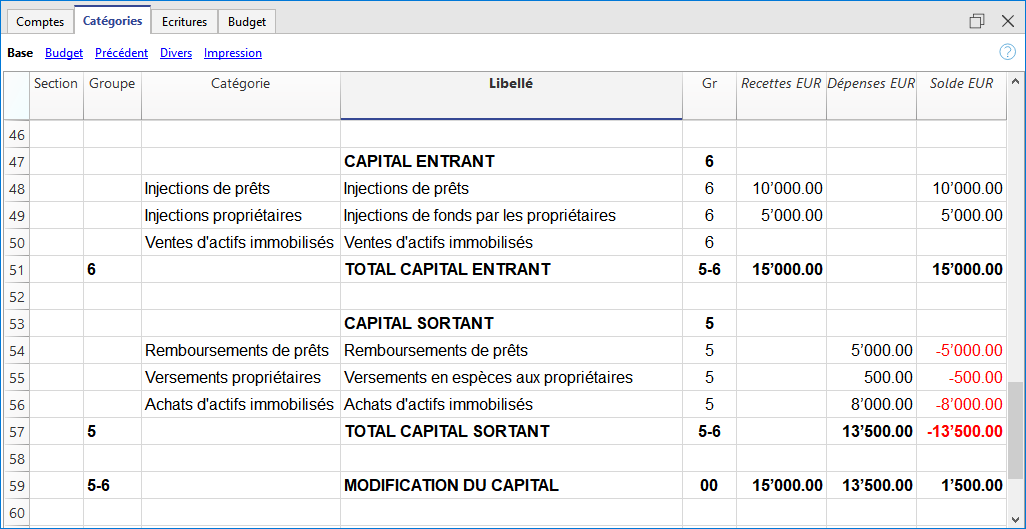 Comptes Catégories Ecritures Budget
Base Budget Précédent Divers Impression ?
Section Groupe Catégorie Libellé Gr Recettes EUR Dépenses EUR Solde EUR
46
47 CAPITAL ENTRANT 6
48 Injections de prêts Injections de prêts 6 10’000.00 10’000.00
49 Injections propriétaires Injections de fonds par les propriétaires 6 5’000.00 5’000.00
50 Ventes d'actifs immobilisés Ventes d'actifs immobilisés 6
51 6 TOTAL CAPITAL ENTRANT 5-6 15’000.00 15’000.00
52
53 CAPITAL SORTANT 5
54 Remboursements de prêts Remboursements de prêts 5 5’000.00 -5’000.00
55 Versements propriétaires Versements en espèces aux propriétaires 5 500.00 -500.00
56 Achats d'actifs immobilisés Achats d'actifs immobilisés 5 8’000.00 -8’000.00
57 5 TOTAL CAPITAL SORTANT 5-6 13’500.00 -13’500.00
58
59 5-6 MODIFICATION DU CAPITAL 00 15’000.00 13’500.00 1’500.00
60